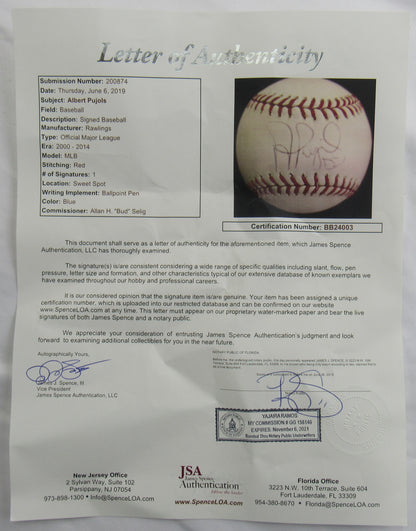 Letter of Authenticity
Submission Number: 200874
Date: Thursday, June 6, 2019
Subject: Albert Pujols
Field: Baseball
Description: Signed Baseball
Manufacturer: Rawlings
Type: Official Major League
Era: 2000 - 2014
Model: MLB
Stitching: Red
# of Signatures: 1
Location: Sweet Spot
Writing Implement: Ballpoint Pen
Color: Blue
Commissioner: Allan H. "Bud" Selig
Certification Number: BB24003
This document shall serve as a letter of authenticity for the aforementioned item, which James Spence
Authentication, LLC has thoroughly examined.
The signature(s) is/are consistent considering a wide range of specific qualities including slant, flow, pen
pressure, letter size and formation, and other characteristics typical of our extensive database of known exemplars we
have examined throughout our hobby and professional careers.
It is our considered opinion that the signature item is/are genuine. Your item has been assigned a unique
certification number, which is uploaded into our restricted database and can be confirmed on our website
www.SpenceLOA.com at any time. This letter must appear on our proprietary water-marked paper and bear the live
signatures of both James Spence and a notary public.
We appreciate your consideration of entrusting James Spence Authentication's judgment and look
forward to examining additional collectibles for you in the near future.
Autographically Yours,
James J. Spence, III
Vice President
James Spence Authentication, LLC
NOTARY PUBLIC OF FLORIDA
YAJAIRA RAMOS
MY COMMISSION # GG 158140
EXPIRES: November 6, 2021
Bonded Thru Notary Public Underwriters
New Jersey Office
2 Sylvan Way, Suite 102
Parsippany, NJ 07054
973-898-1300 • Info@SpenceLOA.com
JSA
James Spence
Authentication
www.SpenceLOA.com
Florida Office
3223 N.W. 10th Terrace, Suite 604
Fort Lauderdale, FL 33309
954-380-8670 • Florida@SpenceLOA.com